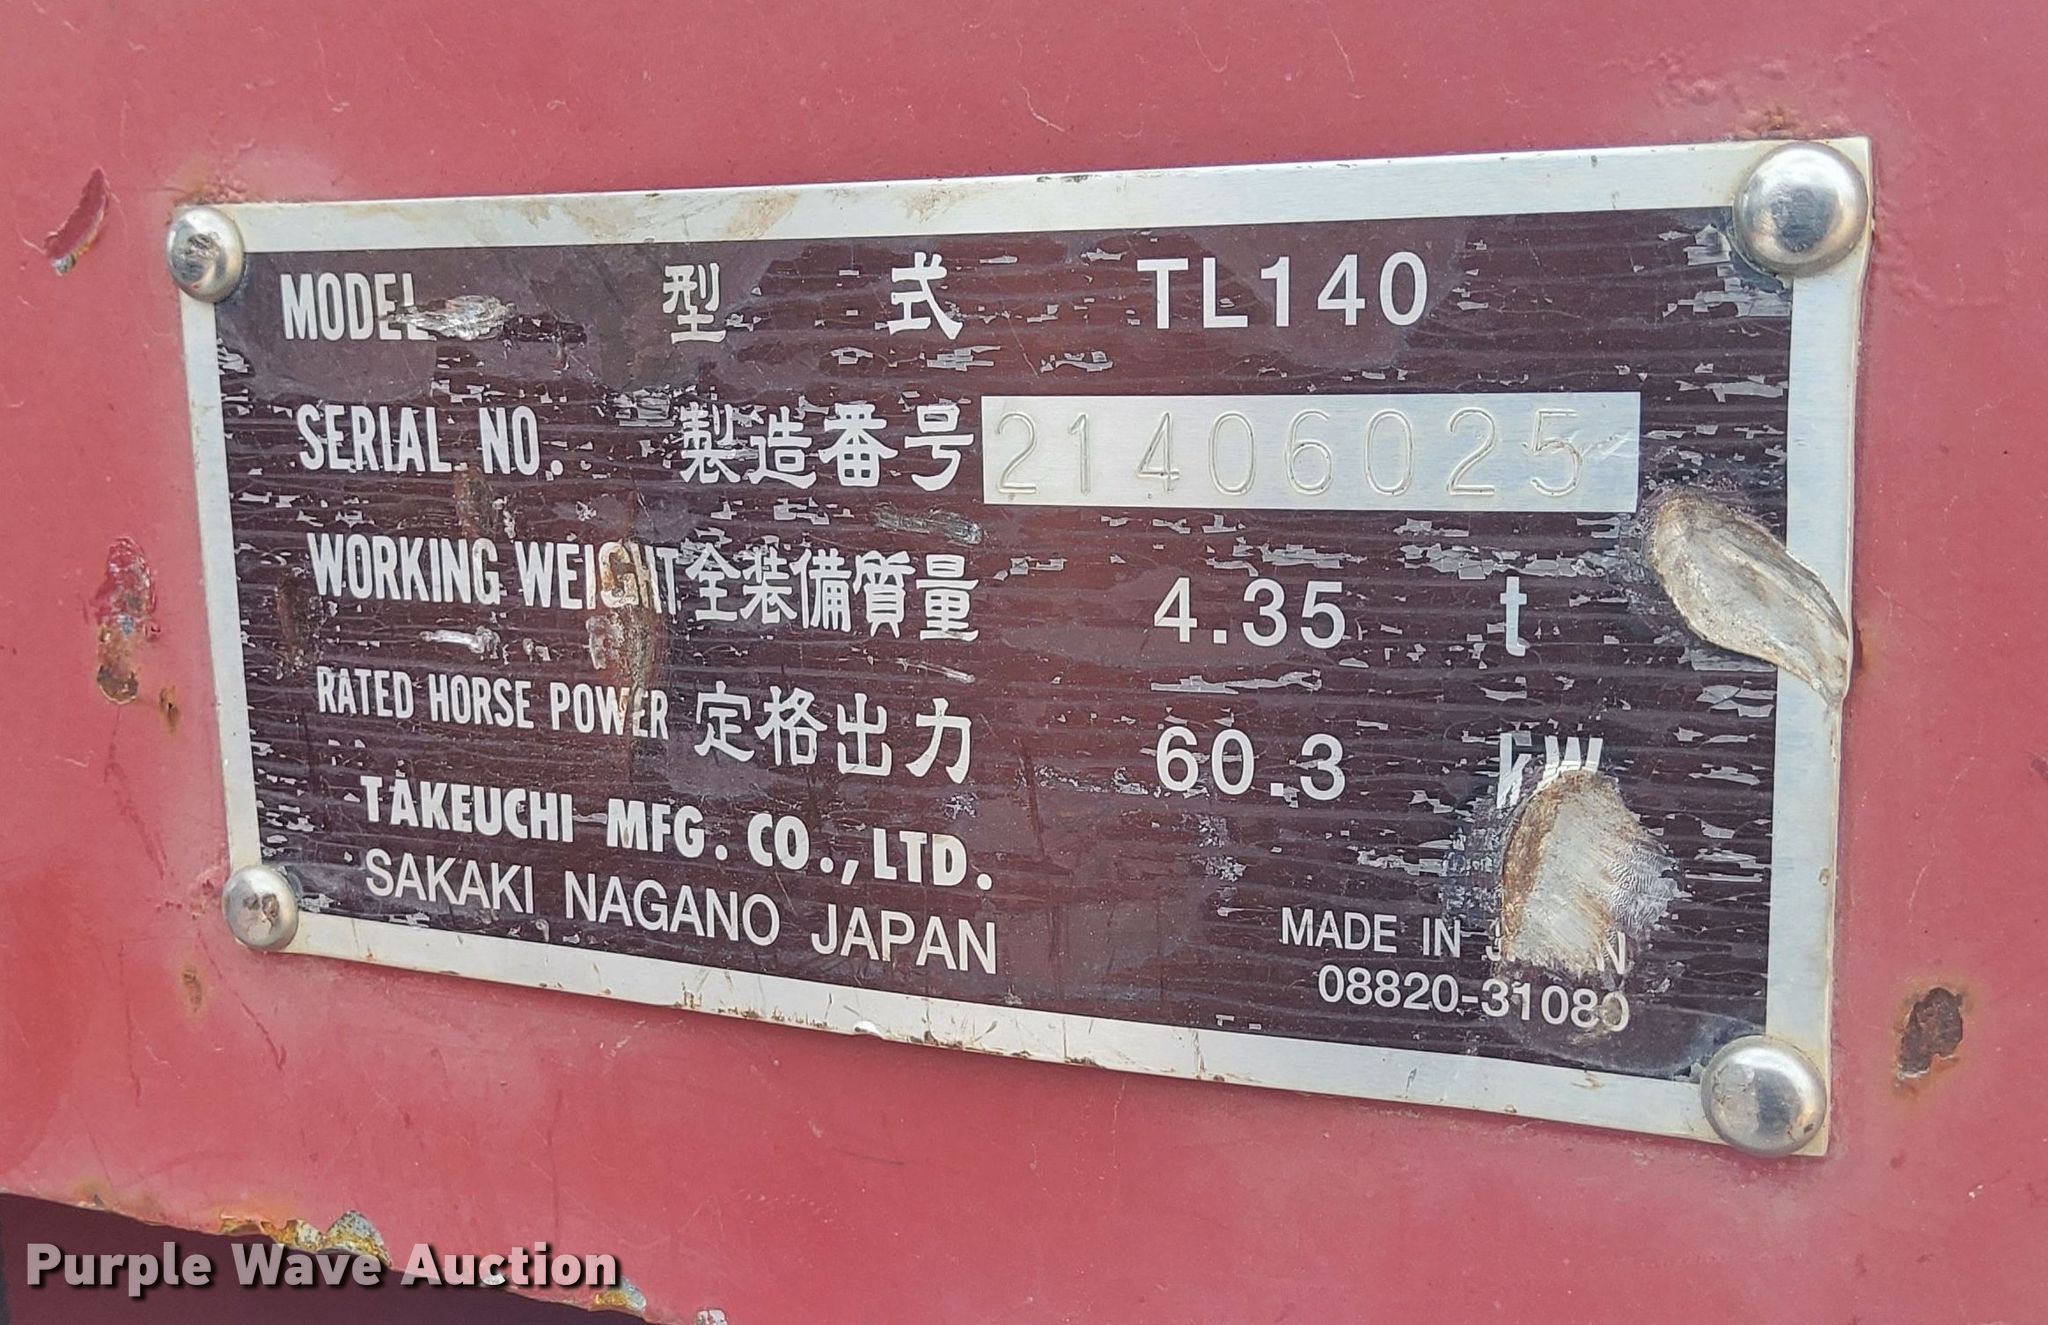 MODEL 型式 TL140
SERIAL NO. 製造番号 21406025
WORKING WEIGHT 全装備質量 4.35 t
RATED HORSE POWER 定格出力 60.3 kW
TAKEUCHI MFG. CO., LTD.
SAKAKI NAGANO JAPAN
MADE IN JAPAN
08820-31080
Purple Wave Auction